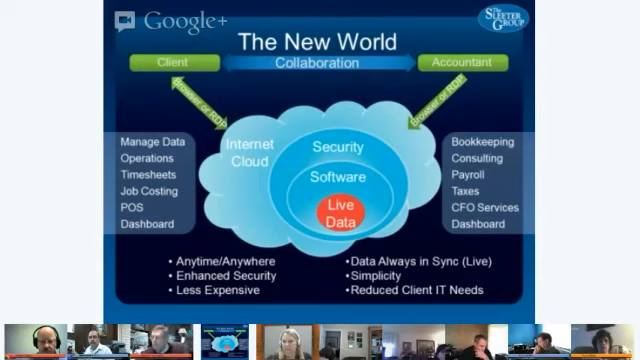 Google+
The
SLEETER
GROUP
The New World
Client
Collaboration
Accountant
Browser or RDP
Browser or RDP
Manage Data
Operations
Timesheets
Job Costing
POS
Dashboard
Internet
Cloud
Security
Software
Live
Data
Bookkeeping
Consulting
Payroll
Taxes
CFO Services
Dashboard
• Anytime/Anywhere
• Enhanced Security
• Less Expensive
•Data Always in Sync (Live)
•Simplicity
•Reduced Client IT Needs